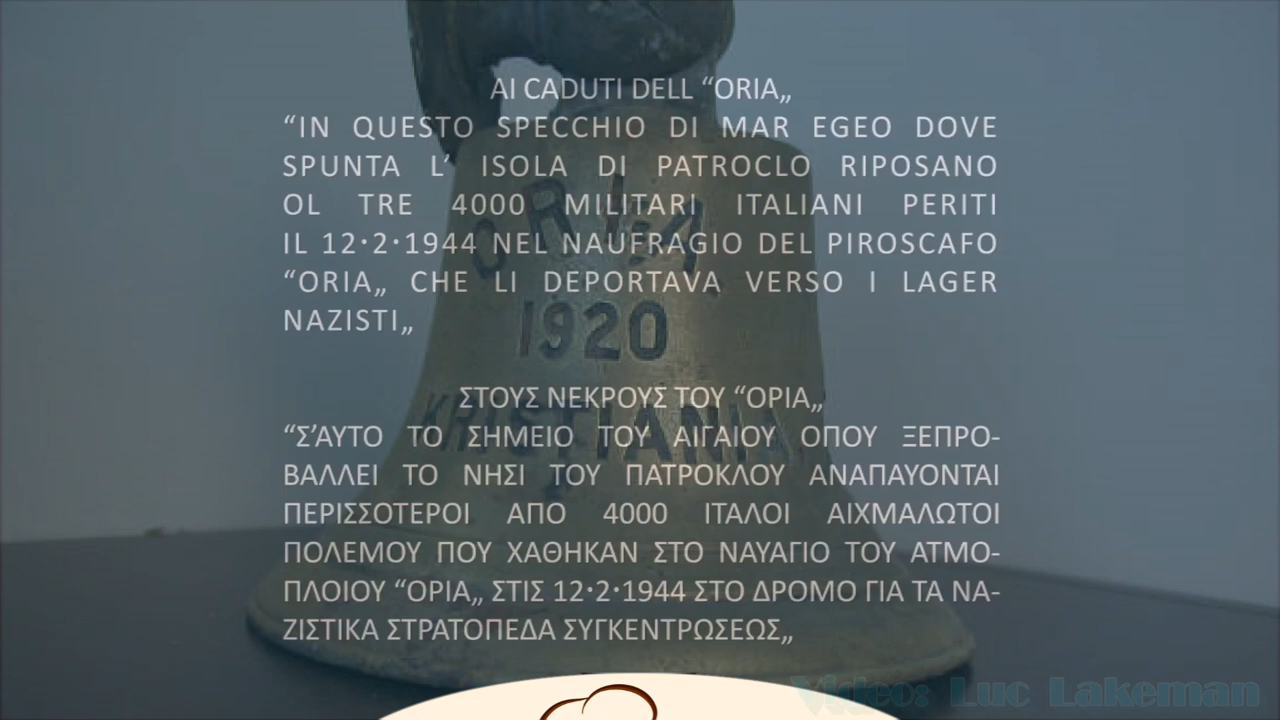 AI CADUTI DELL “ORIA„
“IN QUESTO SPECCHIO DI MAR EGEO DOVE
SPUNTA L’ ISOLA DI PATROCLO RIPOSANO
OL TRE 4000 MILITARI ITALIANI PERITI
IL 12·2·1944 NEL NAUFRAGIO DEL PIROSCAFO
“ORIA„ CHE LI DEPORTAVA VERSO I LAGER
NAZISTI„
ΣΤΟΥΣ ΝΕΚΡΟΥΣ ΤΟΥ “ΟΡΙΑ„
“Σ’ΑΥΤΟ ΤΟ ΣΗΜΕΙΟ ΤΟΥ ΑΙΓΑΙΟΥ ΟΠΟΥ ΞΕΠΡΟ-
ΒΑΛΛΕΙ ΤΟ ΝΗΣΙ ΤΟΥ ΠΑΤΡΟΚΛΟΥ ΑΝΑΠΑΥΟΝΤΑΙ
ΠΕΡΙΣΣΟΤΕΡΟΙ ΑΠΟ 4000 ΙΤΑΛΟΙ ΑΙΧΜΑΛΩΤΟΙ
ΠΟΛΕΜΟΥ ΠΟΥ ΧΑΘΗΚΑΝ ΣΤΟ ΝΑΥΑΓΙΟ ΤΟΥ ΑΤΜΟ-
ΠΛΟΙΟΥ “ΟΡΙΑ„ ΣΤΙΣ 12·2·1944 ΣΤΟ ΔΡΟΜΟ ΓΙΑ ΤΑ ΝΑ-
ΖΙΣΤΙΚΑ ΣΤΡΑΤΟΠΕΔΑ ΣΥΓΚΕΝΤΡΩΣΕΩΣ„
ORIA
1920
KRISTIANIA
Video: Luc Lakeman